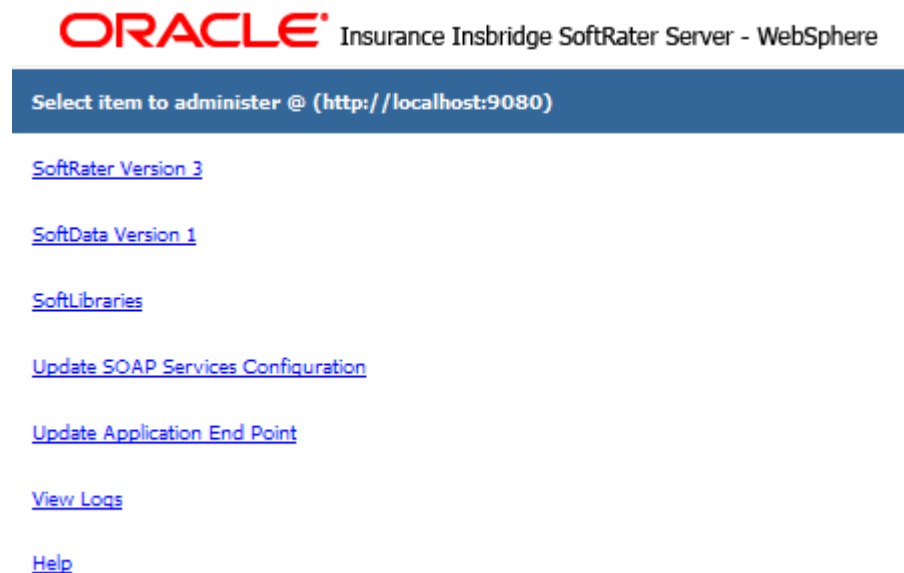 ORACLE Insurance Insbridge SoftRater Server - WebSphere
Select item to administer @ (http://localhost:9080)
SoftRater Version 3
SoftData Version 1
SoftLibraries
Update SOAP Services Configuration
Update Application End Point
View Logs
Help